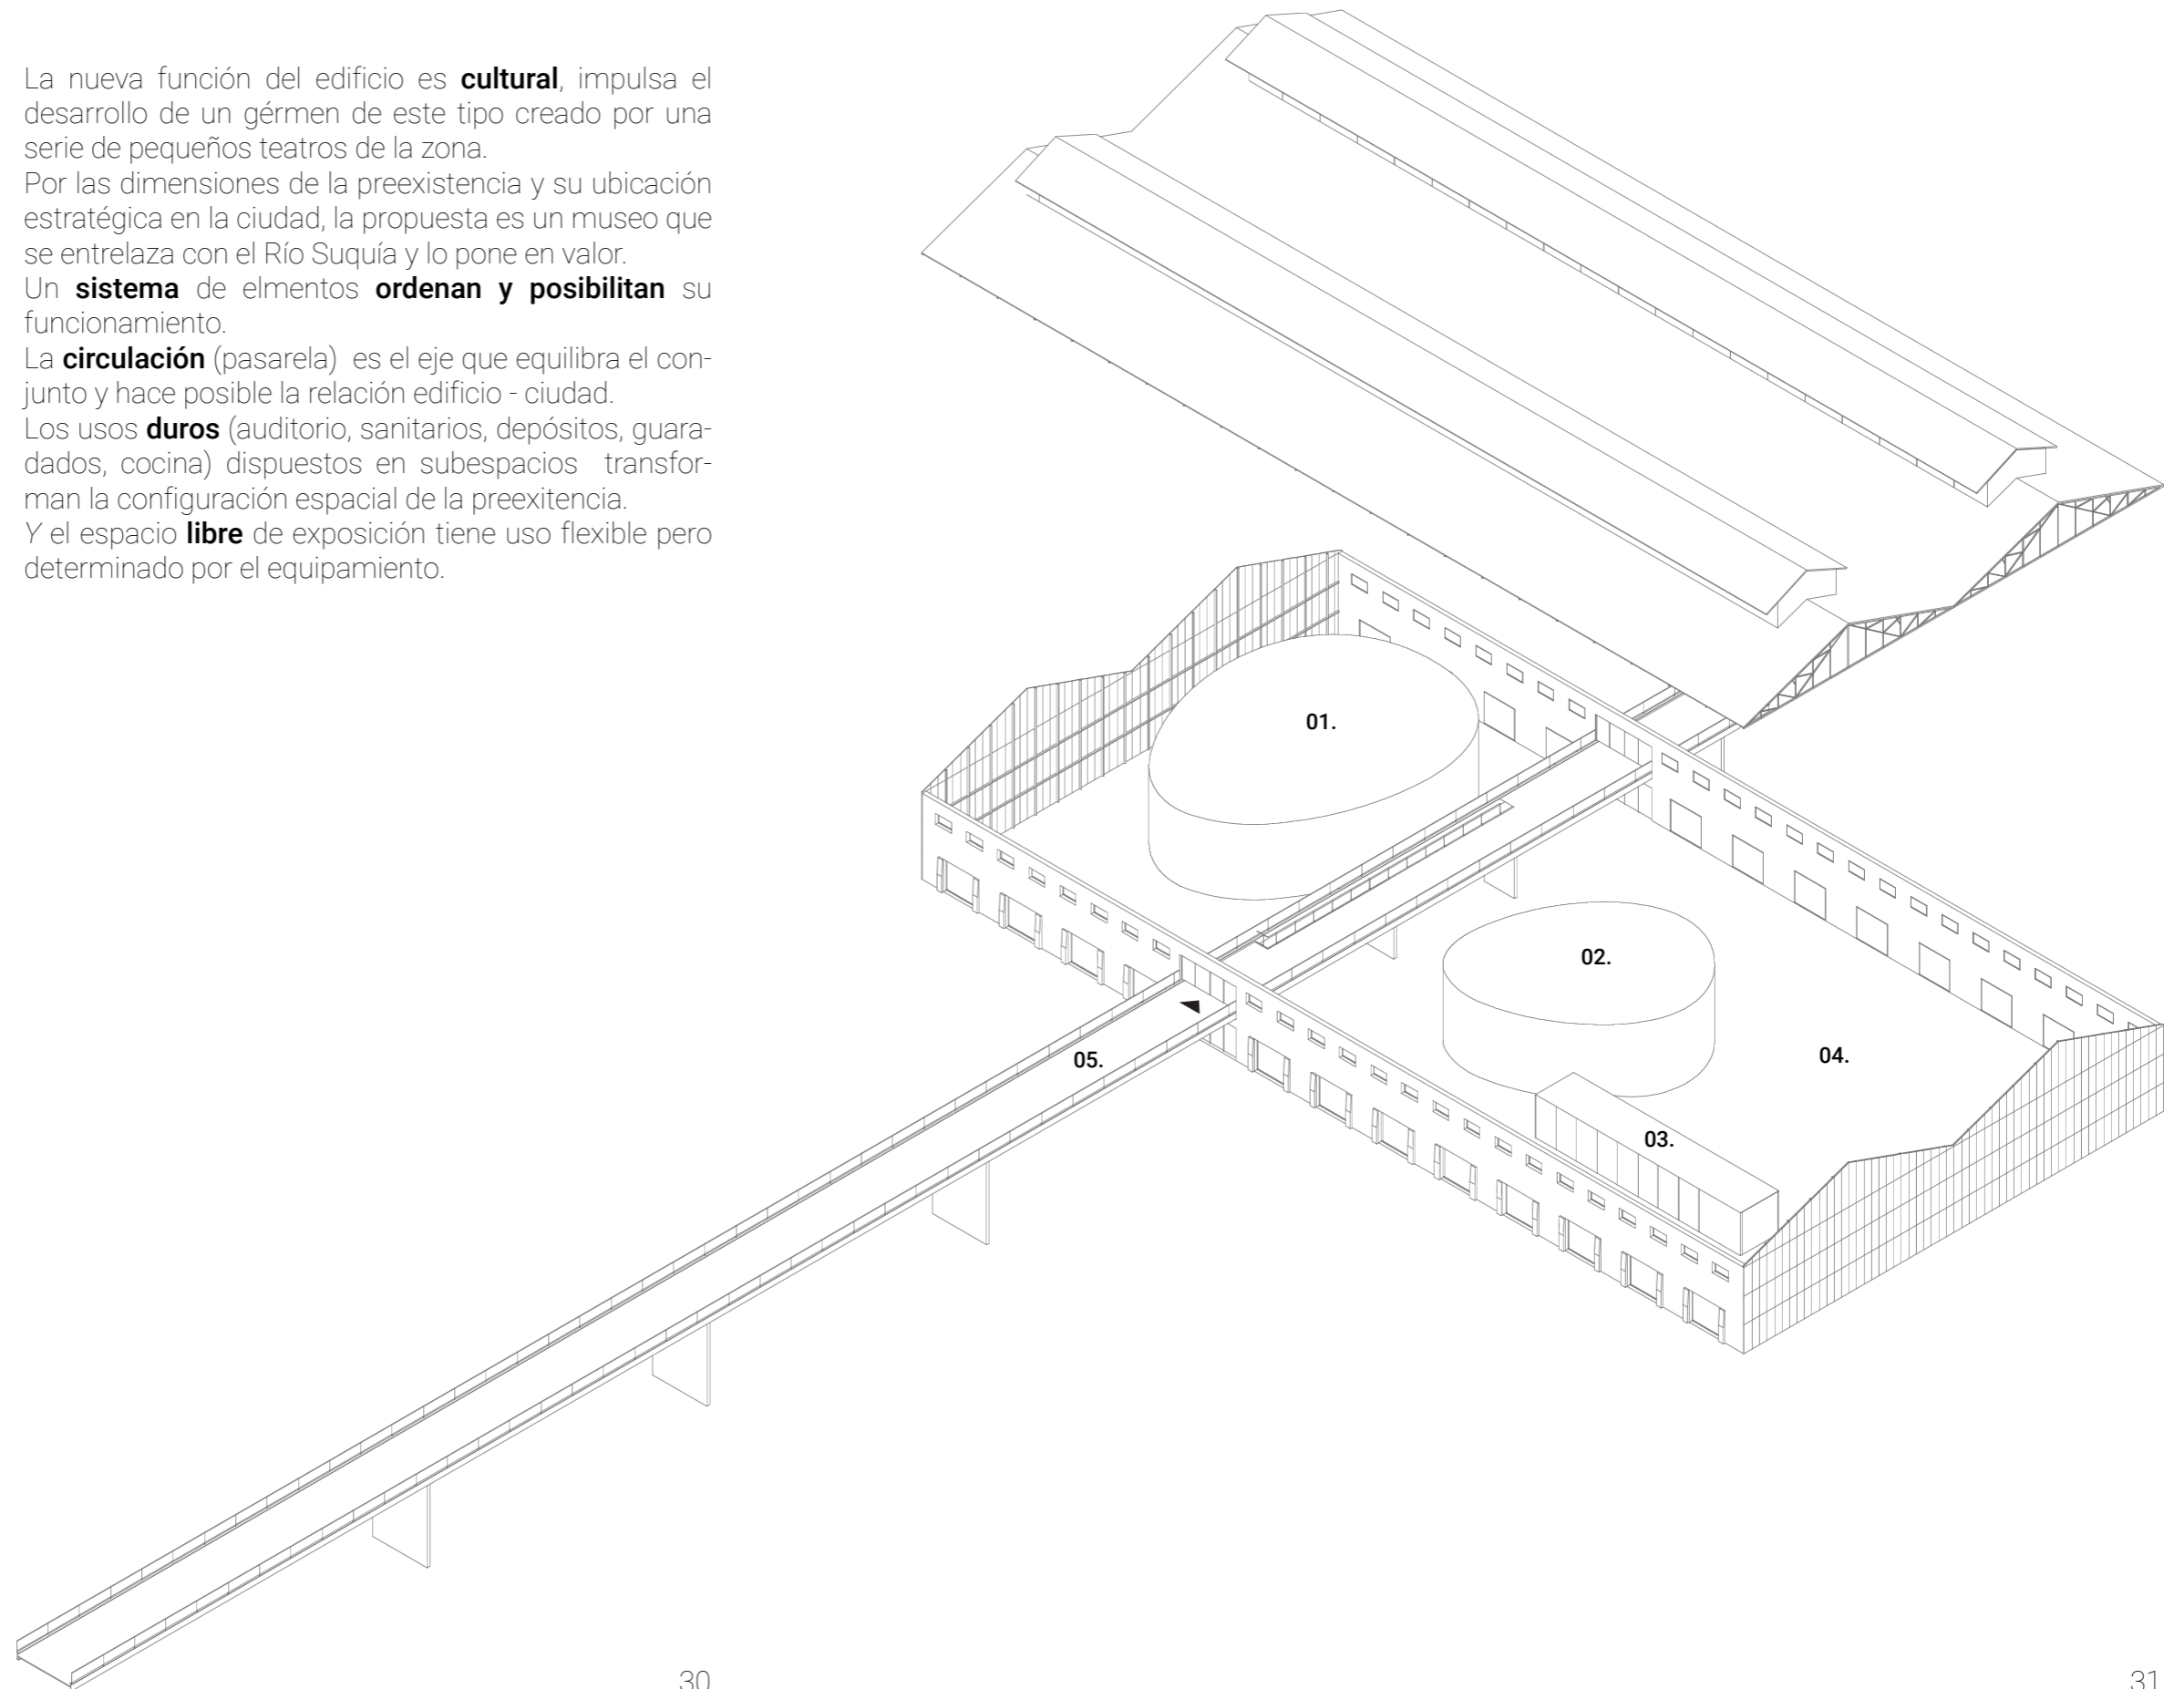 La nueva función del edificio es cultural, impulsa el
desarrollo de un gérmen de este tipo creado por una
serie de pequeños teatros de la zona.
Por las dimensiones de la preexistencia y su ubicación
estratégica en la ciudad, la propuesta es un museo que
se entrelaza con el Río Suquía y lo pone en valor.
Un sistema de elmentos ordenan y posibilitan su
funcionamiento.
La circulación (pasarela) es el eje que equilibra el con-
junto y hace posible la relación edificio - ciudad.
Los usos duros (auditorio, sanitarios, depósitos, guara-
dados, cocina) dispuestos en subespacios transfor-
man la configuración espacial de la preexitencia.
Y el espacio libre de exposición tiene uso flexible pero
determinado por el equipamiento.
01.
02.
04.
05.
03.
30
31